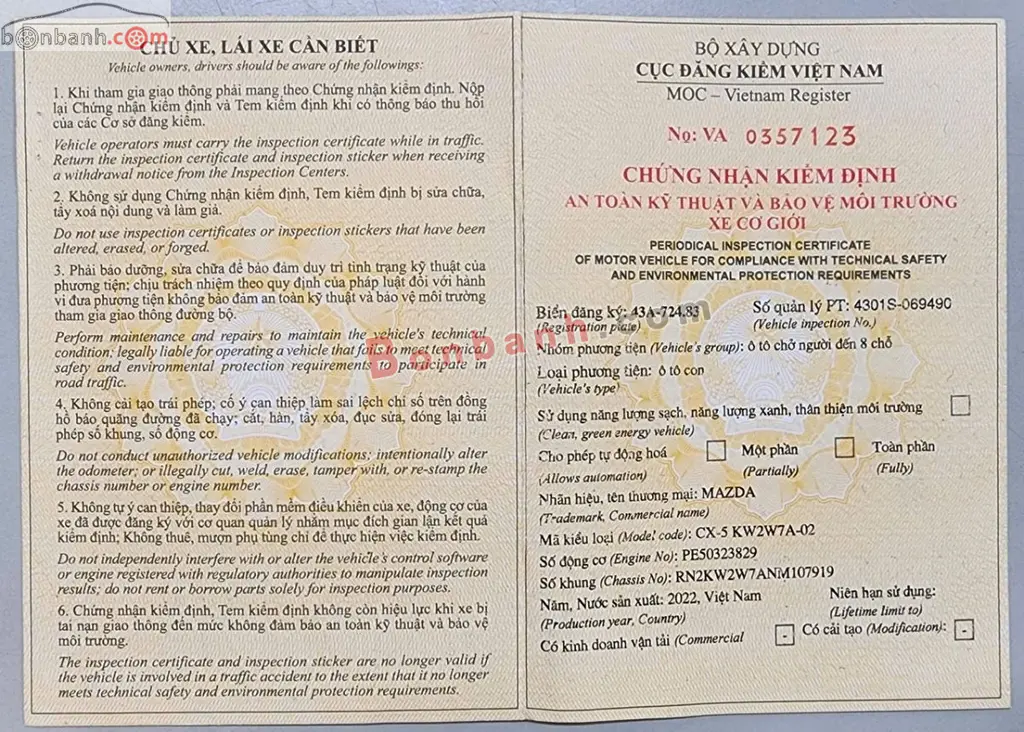 bonbanh.com
CHỦ XE, LÁI XE CẦN BIẾT
Vehicle owners, drivers should be aware of the followings:
1. Khi tham gia giao thông phải mang theo Chứng nhận kiểm định. Nộp
lại Chứng nhận kiểm định và Tem kiểm định khi có thông báo thu hồi
của các Cơ sở đăng kiểm.
Vehicle operators must carry the inspection certificate while in traffic.
Return the inspection certificate and inspection sticker when receiving
a withdrawal notice from the Inspection Centers.
2. Không sử dụng Chứng nhận kiểm định, Tem kiểm định bị sửa chữa,
tẩy xoá nội dung và làm giả.
Do not use inspection certificates or inspection stickers that have been
altered, erased, or forged.
3. Phải bảo dưỡng, sửa chữa để bảo đảm duy trì tình trạng kỹ thuật của
phương tiện; chịu trách nhiệm theo quy định của pháp luật đối với hành
vi đưa phương tiện không bảo đảm an toàn kỹ thuật và bảo vệ môi trường
tham gia giao thông đường bộ.
Perform maintenance and repairs to maintain the vehicle's technical
condition; legally liable for operating a vehicle that fails to meet technical
safety and environmental protection requirements to participate in
road traffic.
4. Không cải tạo trái phép; cố ý can thiệp làm sai lệch chỉ số trên đồng
hồ báo quãng đường đã chạy; cắt, hàn, tẩy xóa, đục sửa, đóng lại trái
phép số khung, số động cơ.
Do not conduct unauthorized vehicle modifications; intentionally alter
the odometer; or illegally cut, weld, erase, tamper with, or re-stamp the
chassis number or engine number.
5. Không tự ý can thiệp, thay đổi phần mềm điều khiển của xe, động cơ của
xe đã được đăng ký với cơ quan quản lý nhằm mục đích gian lận kết quả
kiểm định; Không thuê, mượn phụ tùng chỉ để thực hiện việc kiểm định.
Do not independently interfere with or alter the vehicle's control software
or engine registered with regulatory authorities to manipulate inspection
results; do not rent or borrow parts solely for inspection purposes.
6. Chứng nhận kiểm định, Tem kiểm định không còn hiệu lực khi xe bị
tai nạn giao thông đến mức không đảm bảo an toàn kỹ thuật và bảo vệ
môi trường.
The inspection certificate and inspection sticker are no longer valid if
the vehicle is involved in a traffic accident to the extent that it no longer
meets technical safety and environmental protection requirements.
BỘ XÂY DỰNG
CỤC ĐĂNG KIỂM VIỆT NAM
MOC – Vietnam Register
Nọ: VA 0357123
CHỨNG NHẬN KIỂM ĐỊNH
AN TOÀN KỸ THUẬT VÀ BẢO VỆ MÔI TRƯỜNG
XE CƠ GIỚI
PERIODICAL INSPECTION CERTIFICATE
OF MOTOR VEHICLE FOR COMPLIANCE WITH TECHNICAL SAFETY
AND ENVIRONMENTAL PROTECTION REQUIREMENTS
Biển đăng ký: 43A-724.83 Số quản lý PT: 4301S-069490
(Registration plate) (Vehicle inpection No.)
Nhóm phương tiện (Vehicle's group): ô tô chở người đến 8 chỗ
Loại phương tiện: ô tô con
(Vehicle's type)
Sử dụng năng lượng sạch, năng lượng xanh, thân thiện môi trường
(Clean, green energy vehicle)
Cho phép tự động hoá Một phần Toàn phần
(Allows automation) (Partially) (Fully)
Nhãn hiệu, tên thương mại: MAZDA
(Trademark, Commercial name)
Mã kiểu loại (Model code): CX-5 KW2W7A-02
Số động cơ (Engine No): PE50323829
Số khung (Chassis No): RN2KW2W7ANM107919
Năm, Nước sản xuất: 2022, Việt Nam Niên hạn sử dụng:
(Production year, Country) (Lifetime limit to)
Có kinh doanh vận tải (Commercial - Có cải tạo (Modification): -
Bonbanh.com